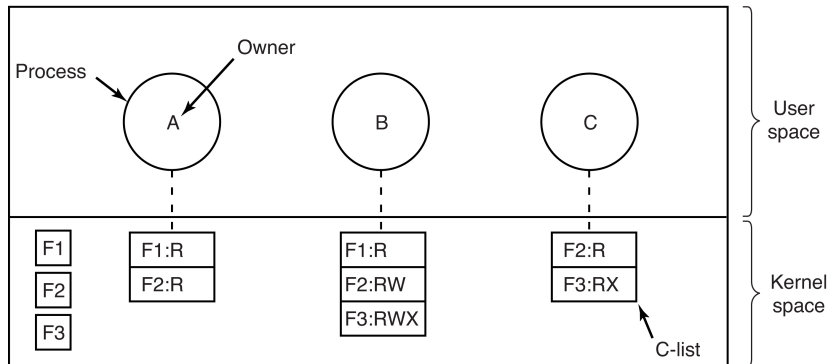 Owner
Process
A
B
C
User
space
F1
F2
F3
F1:R
F2:R
F1:R
F2:RW
F3:RWX
F2:R
F3:RX
C-list
Kernel
space